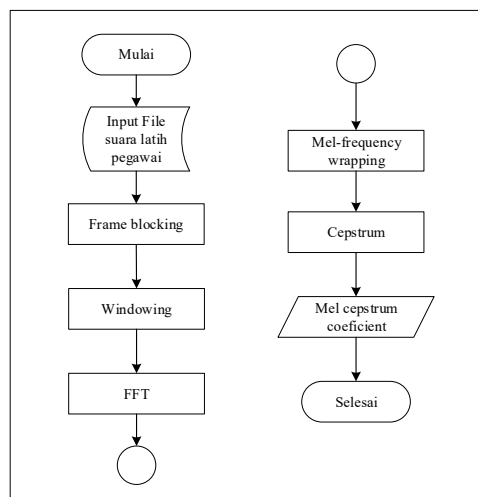 Mulai
Input File
suara latih
pegawai
Frame blocking
Windowing
FFT
Mel-frequency
wrapping
Cepstrum
Mel cepstrum
coeficient
Selesai